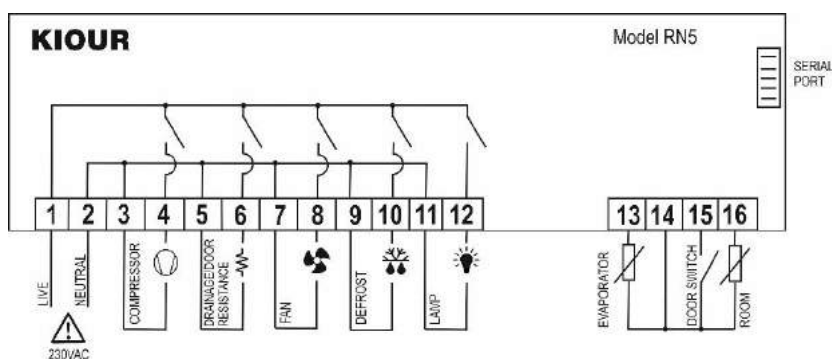 KIOUR
Model RN5
SERIAL
PORT
1 2 3 4 5 6 7 8 9 10 11 12 13 14 15 16
LIVE
NEUTRAL
COMPRESSOR
DRAINAGE/DOOR
RESISTANCE
FAN
DEFROST
LAMP
EVAPORATOR
DOOR SWITCH
ROOM
230VAC